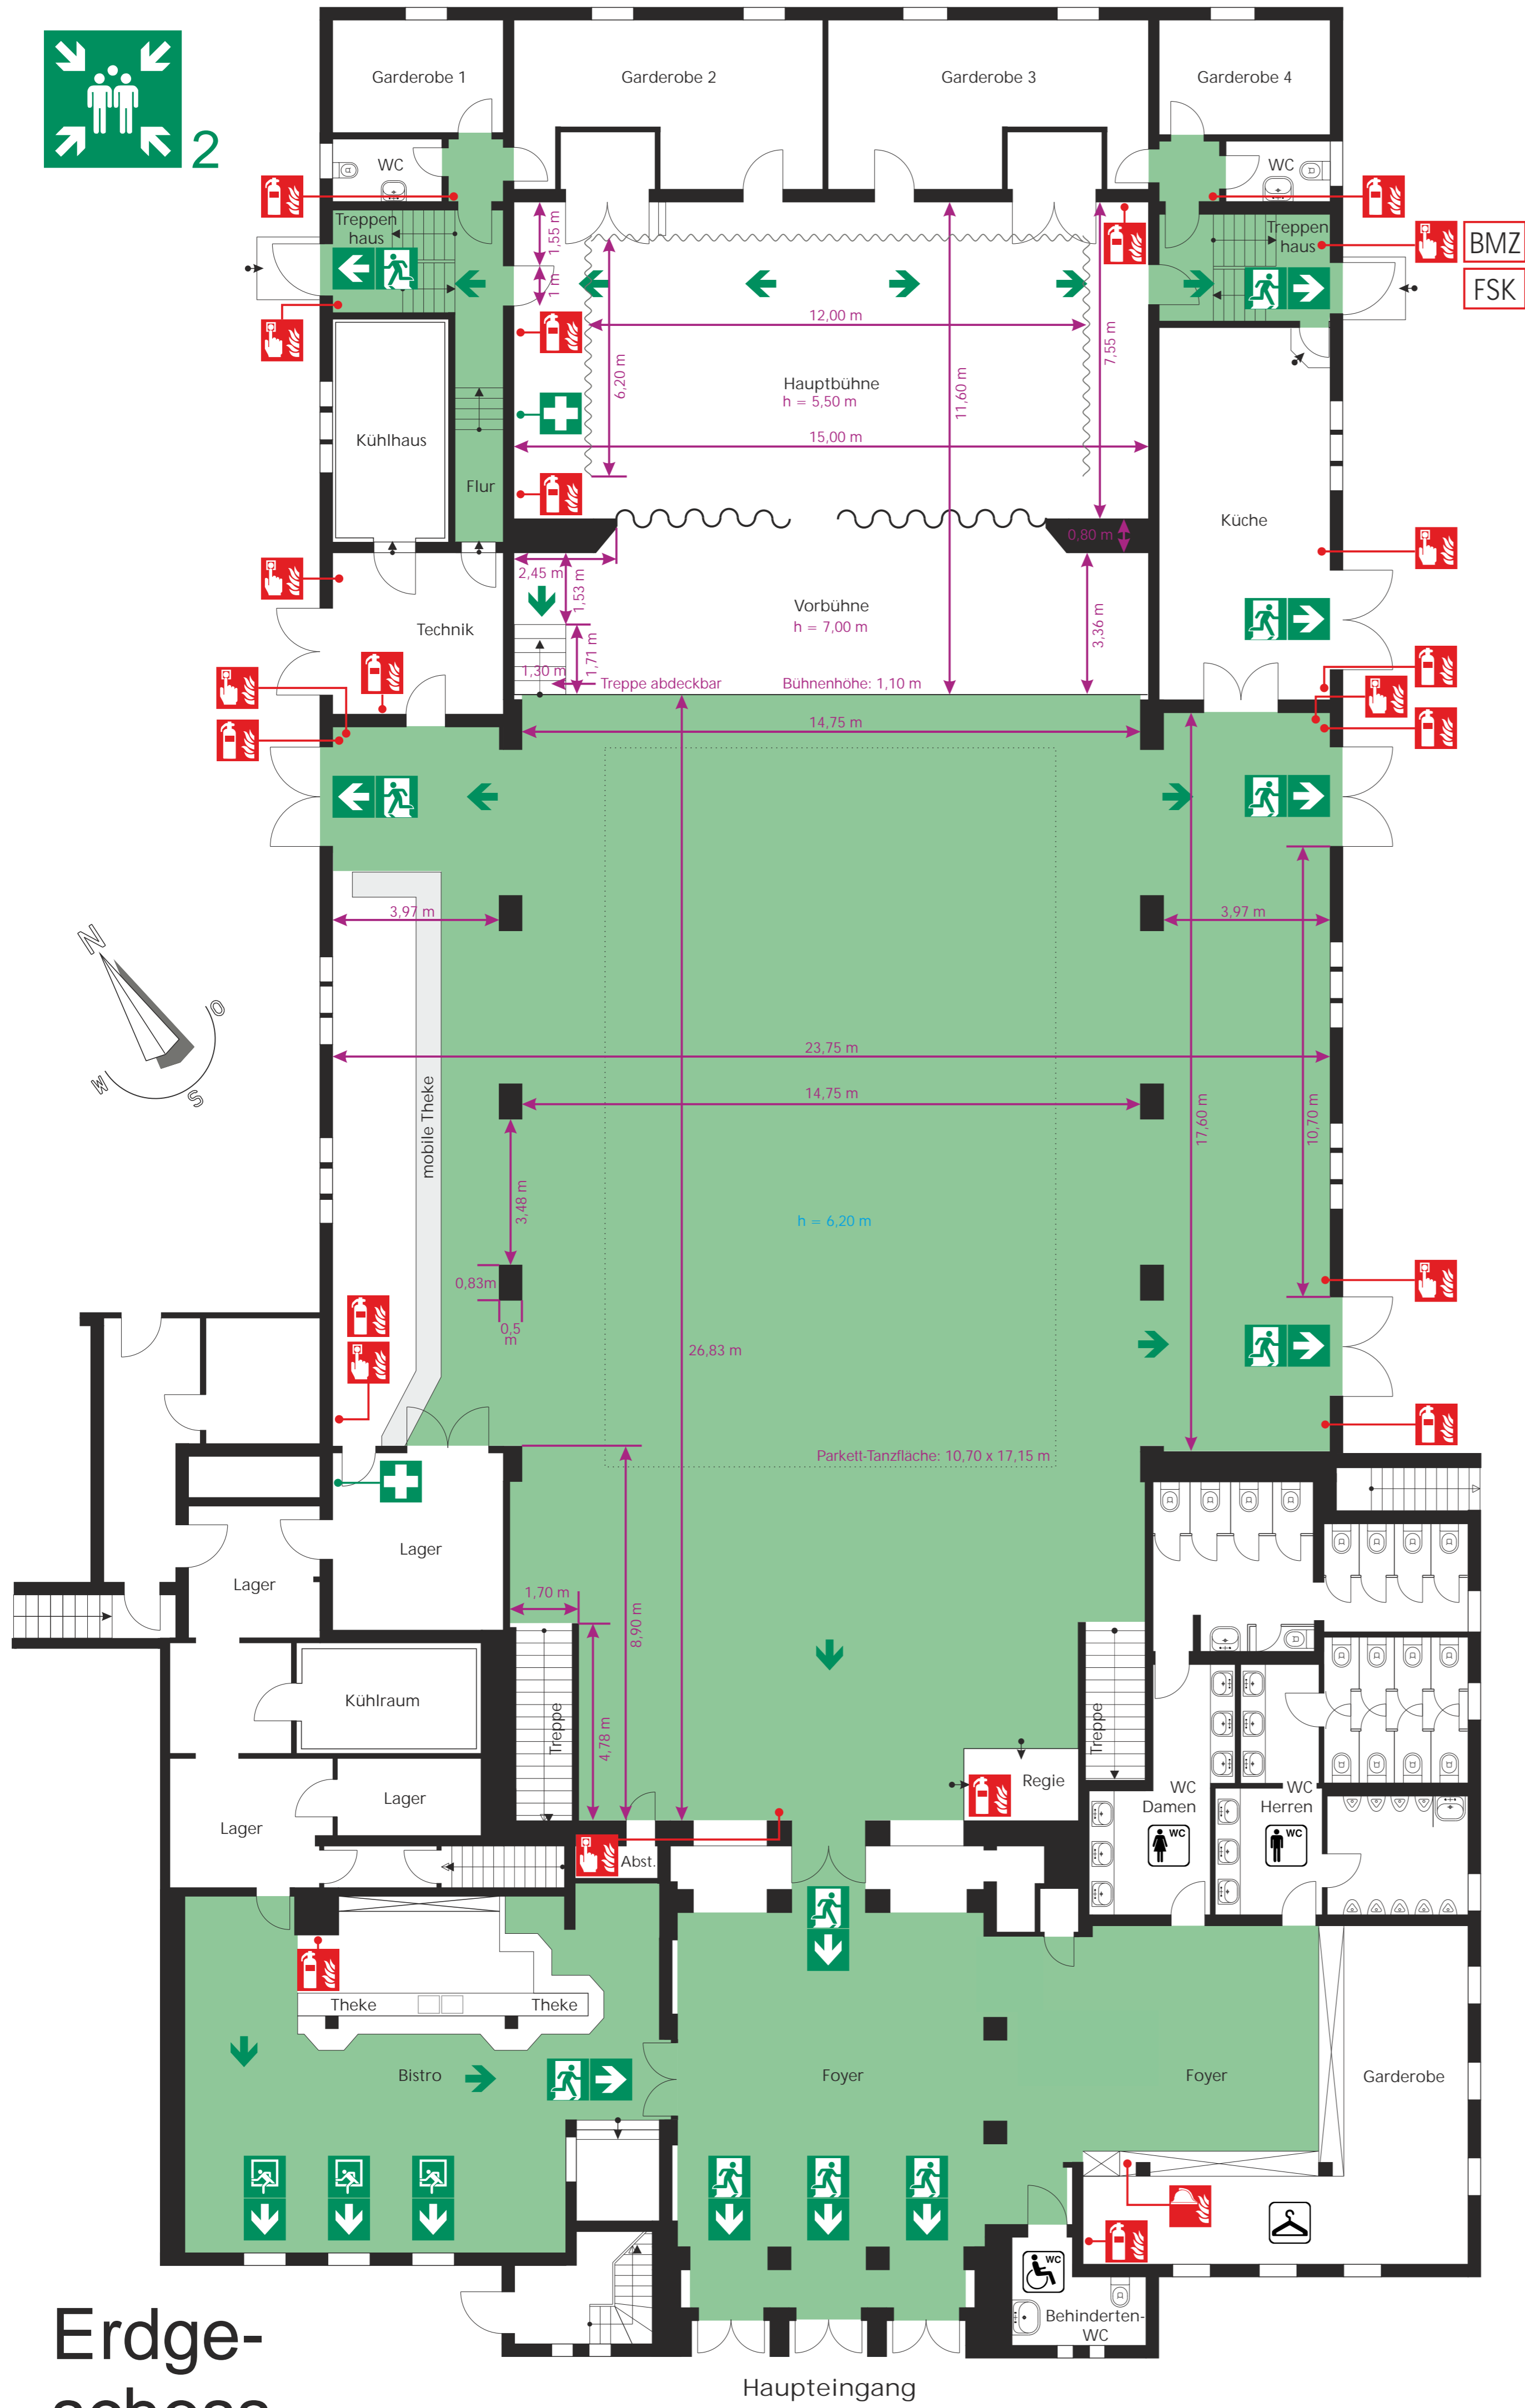 2
Garderobe 1
Garderobe 2
Garderobe 3
Garderobe 4
WC
WC
Treppen
haus
Treppen
haus
BMZ
FSK
1,55 m
1 m
12,00 m
6,20 m
7,55 m
11,60 m
Hauptbühne
h = 5,50 m
15,00 m
Kühlhaus
Flur
Küche
0,80 m
2,45 m
1,53 m
Vorbühne
h = 7,00 m
3,36 m
Technik
1,71 m
1,30 m
Treppe abdeckbar
Bühnenhöhe: 1,10 m
14,75 m
3,97 m
3,97 m
N
O
W
S
23,75 m
mobile Theke
14,75 m
17,60 m
10,70 m
3,48 m
h = 6,20 m
0,83m
0,5
m
26,83 m
Parkett-Tanzfläche: 10,70 x 17,15 m
Lager
Lager
1,70 m
8,90 m
Kühlraum
Treppe
4,78 m
Treppe
Regie
Lager
Lager
WC
Damen
WC
Herren
WC
WC
Abst.
Theke
Theke
Bistro
Foyer
Foyer
Garderobe
WC
Behinderten-
WC
Erdge-
schoss
Haupteingang